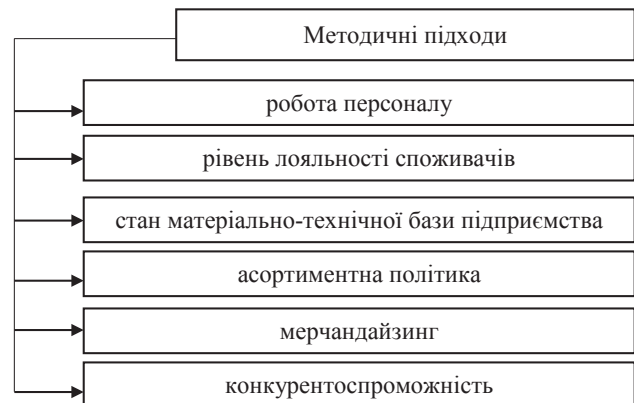 Методичні підходи
робота персоналу
рівень лояльності споживачів
стан матеріально-технічної бази підприємства
асортиментна політика
мерчандайзинг
конкурентоспроможність